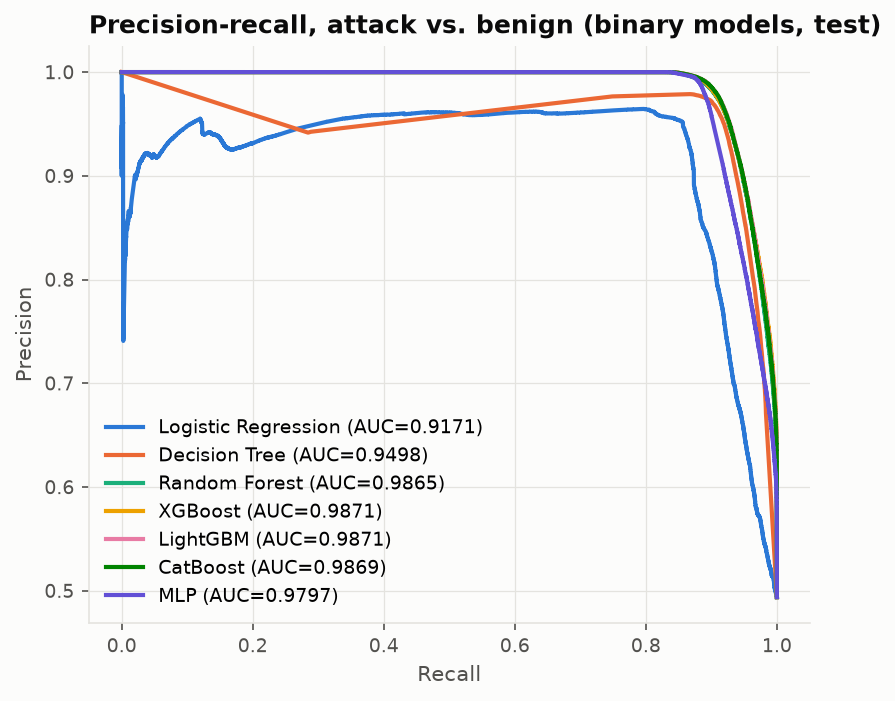 Precision-recall, attack vs. benign (binary models, test)
1.0
0.9
0.8
0.7
0.6
0.5
Precision
Logistic Regression (AUC=0.9171)
Decision Tree (AUC=0.9498)
Random Forest (AUC=0.9865)
XGBoost (AUC=0.9871)
LightGBM (AUC=0.9871)
CatBoost (AUC=0.9869)
MLP (AUC=0.9797)
0.0 0.2 0.4 0.6 0.8 1.0
Recall